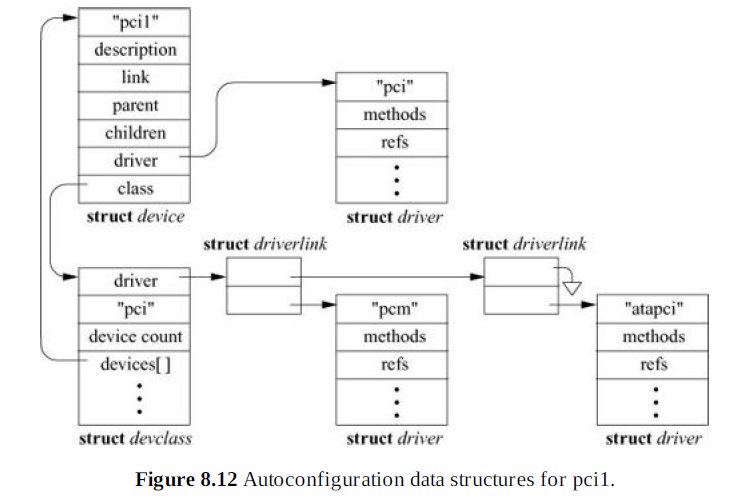 "pci1"
description
link
parent
children
driver
class
struct device
"pci"
methods
refs
struct driver
struct driverlink
struct driverlink
driver
"pci"
device count
devices[ ]
struct devclass
"pcm"
methods
refs
struct driver
"atapci"
methods
refs
struct driver
Figure 8.12 Autoconfiguration data structures for pci1.